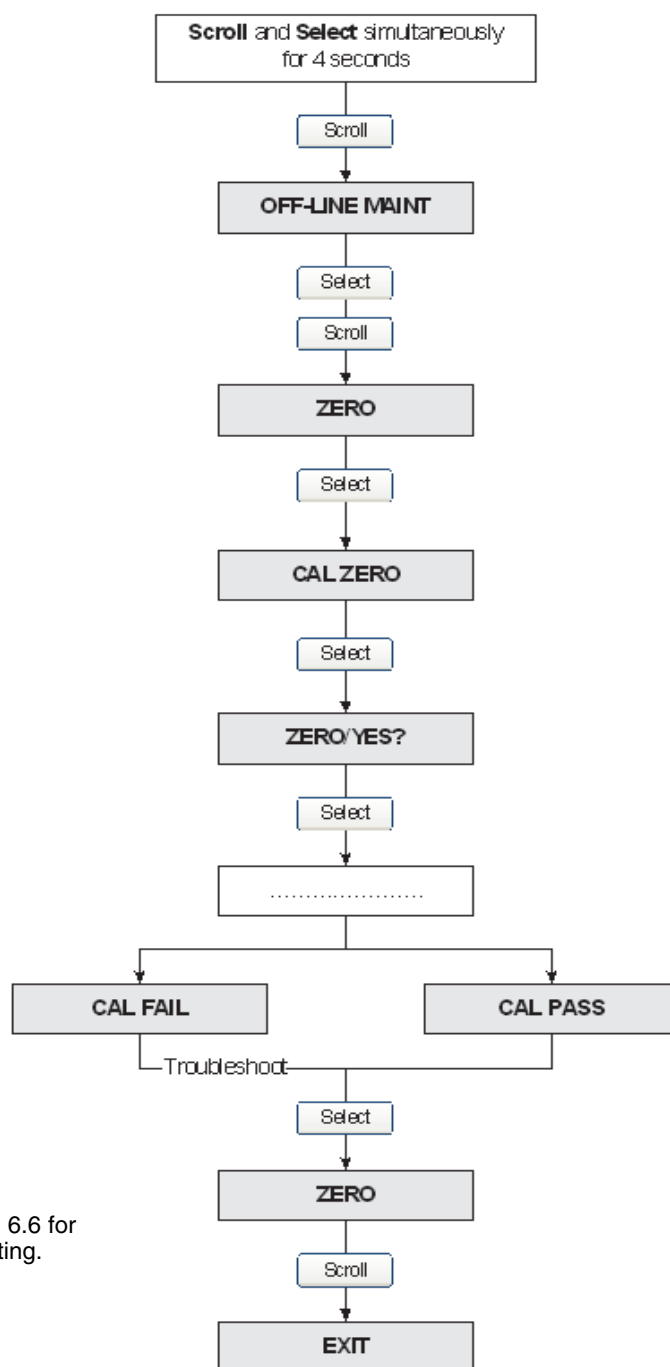 Scroll and Select simultaneously
for 4 seconds
Scroll
OFF-LINE MAINT
Select
Scroll
ZERO
Select
CAL ZERO
Select
ZERO/YES?
Select
........................
CAL FAIL
CAL PASS
Troubleshoot
Select
ZERO
6.6 for
ting.
Scroll
EXIT